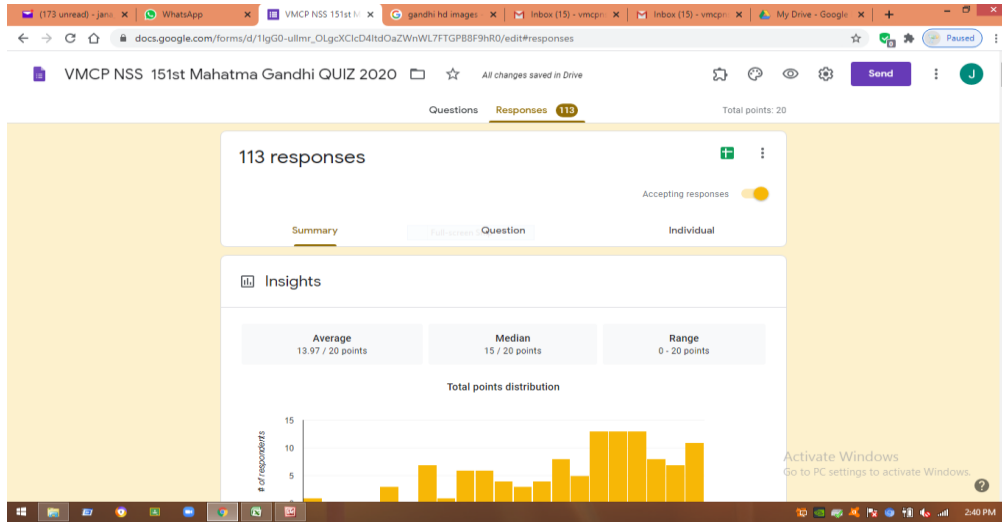 (173 unread) - jana
WhatsApp
VMCP NSS 151st M
gandhi hd images -
Inbox (15) - vmcpn
Inbox (15) - vmcpn
My Drive - Google
docs.google.com/forms/d/1IgG0-uIlmr_OLgcXCIcD4ItdOaZWnWL7FTGPB8F9hR0/edit#responses
Paused
VMCP NSS 151st Mahatma Gandhi QUIZ 2020
All changes saved in Drive
Send
J
Questions
Responses 113
Total points: 20
113 responses
Accepting responses
Summary
Question
Individual
Insights
Average
13.97 / 20 points
Median
15 / 20 points
Range
0 - 20 points
Total points distribution
# of respondents
15
10
5
Activate Windows
Go to PC settings to activate Windows.
2:40 PM